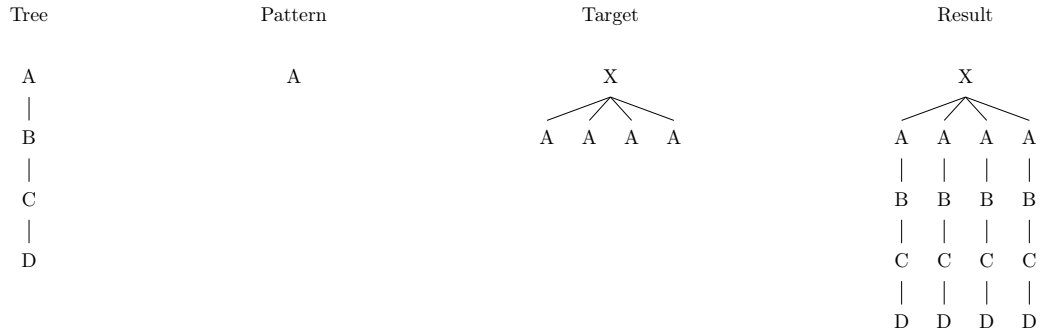 Tree Pattern Target Result
A A X X
B A A A A A A A A
C B B B B
D C C C C
D D D D